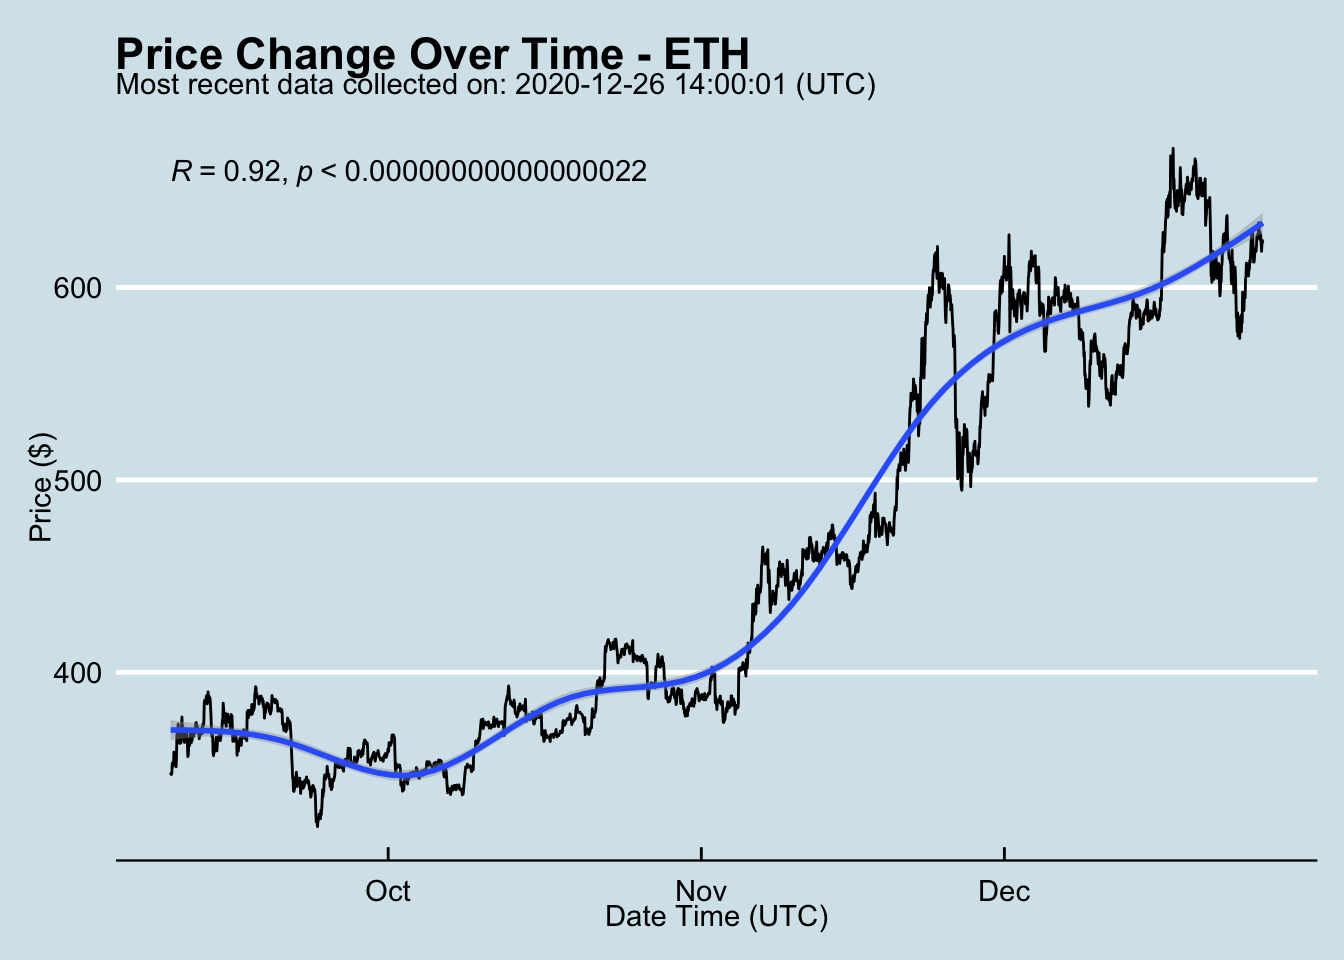 Price Change Over Time - ETH
Most recent data collected on: 2020-12-26 14:00:01 (UTC)
R = 0.92, p < 0.00000000000000022
600
500
400
Price ($)
Oct
Nov
Dec
Date Time (UTC)